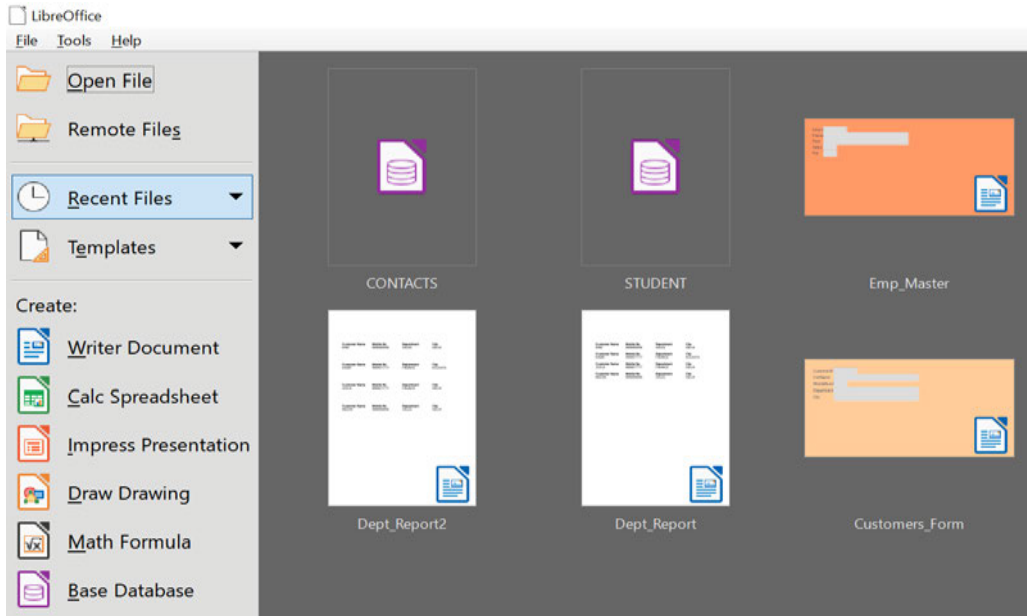 LibreOffice
File Tools Help
Open File
Remote Files
Recent Files
Templates
Create:
Writer Document
Calc Spreadsheet
Impress Presentation
Draw Drawing
Math Formula
Base Database
CONTACTS
STUDENT
Emp_Master
Dept_Report2
Dept_Report
Customers_Form